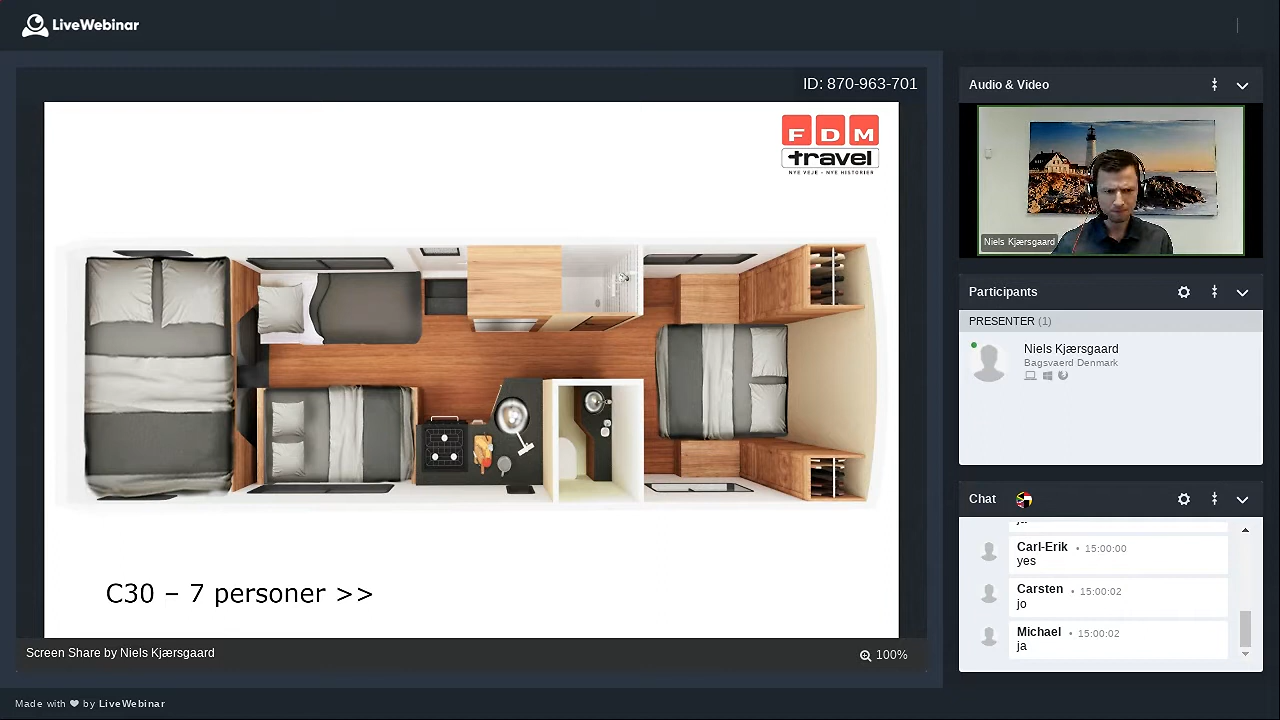 LiveWebinar
ID: 870-963-701
FDM
travel
NYE VEJE - NYE HISTORIER
C30 – 7 personer >>
Screen Share by Niels Kjærsgaard
100%
Audio & Video
Niels Kjærsgaard
Participants
PRESENTER (1)
Niels Kjærsgaard
Bagsvaerd Denmark
Chat
ja
Carl-Erik • 15:00:00
yes
Carsten • 15:00:02
jo
Michael • 15:00:02
ja
Made with ❤ by LiveWebinar